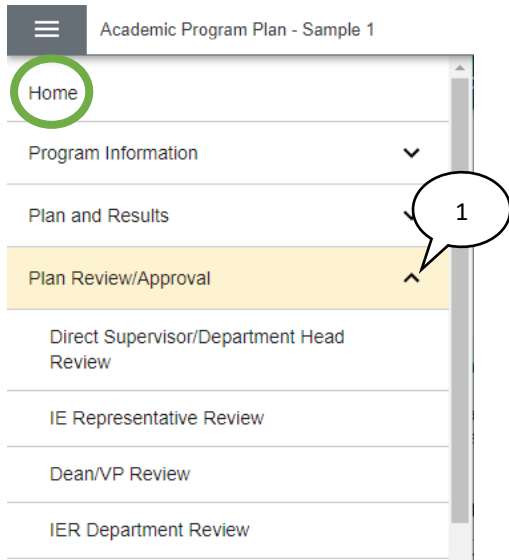 Academic Program Plan - Sample 1
Home
Program Information
Plan and Results
1
Plan Review/Approval
Direct Supervisor/Department Head
Review
IE Representative Review
Dean/VP Review
IER Department Review